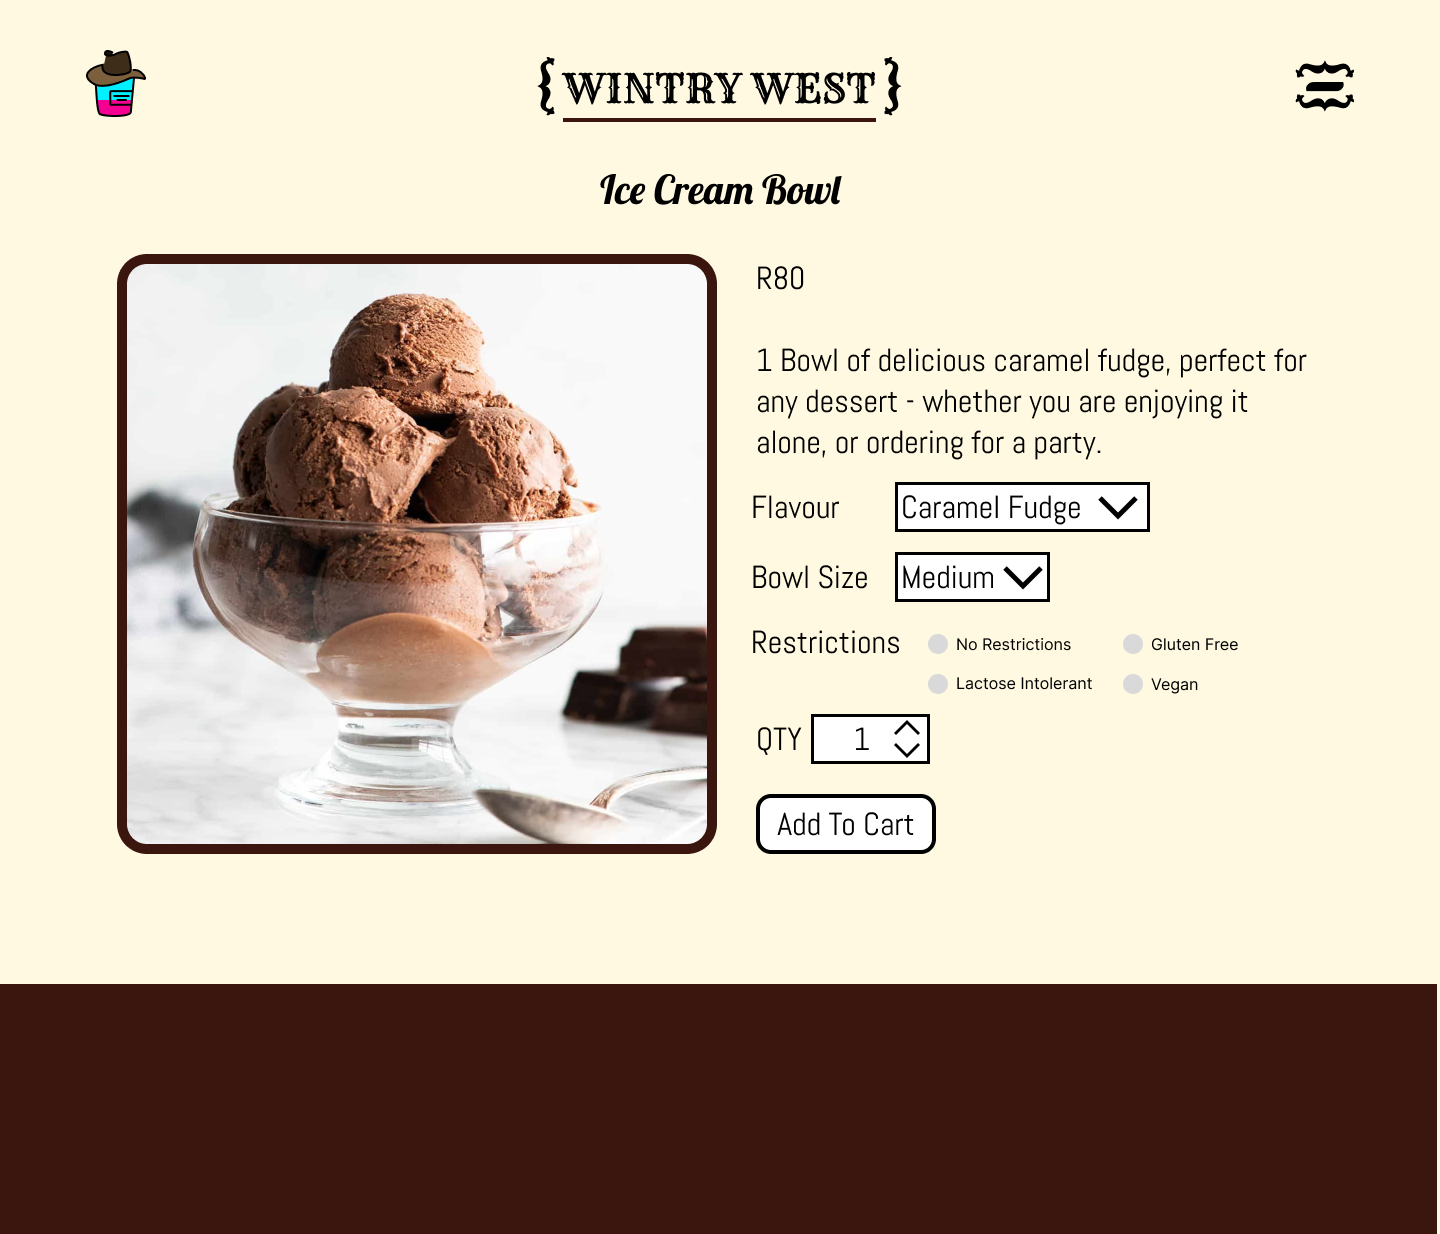 WINTRY WEST
Ice Cream Bowl
R80
1 Bowl of delicious caramel fudge, perfect for
any dessert - whether you are enjoying it
alone, or ordering for a party.
Flavour Caramel Fudge
Bowl Size Medium
Restrictions No Restrictions Gluten Free
Lactose Intolerant Vegan
QTY 1
Add To Cart